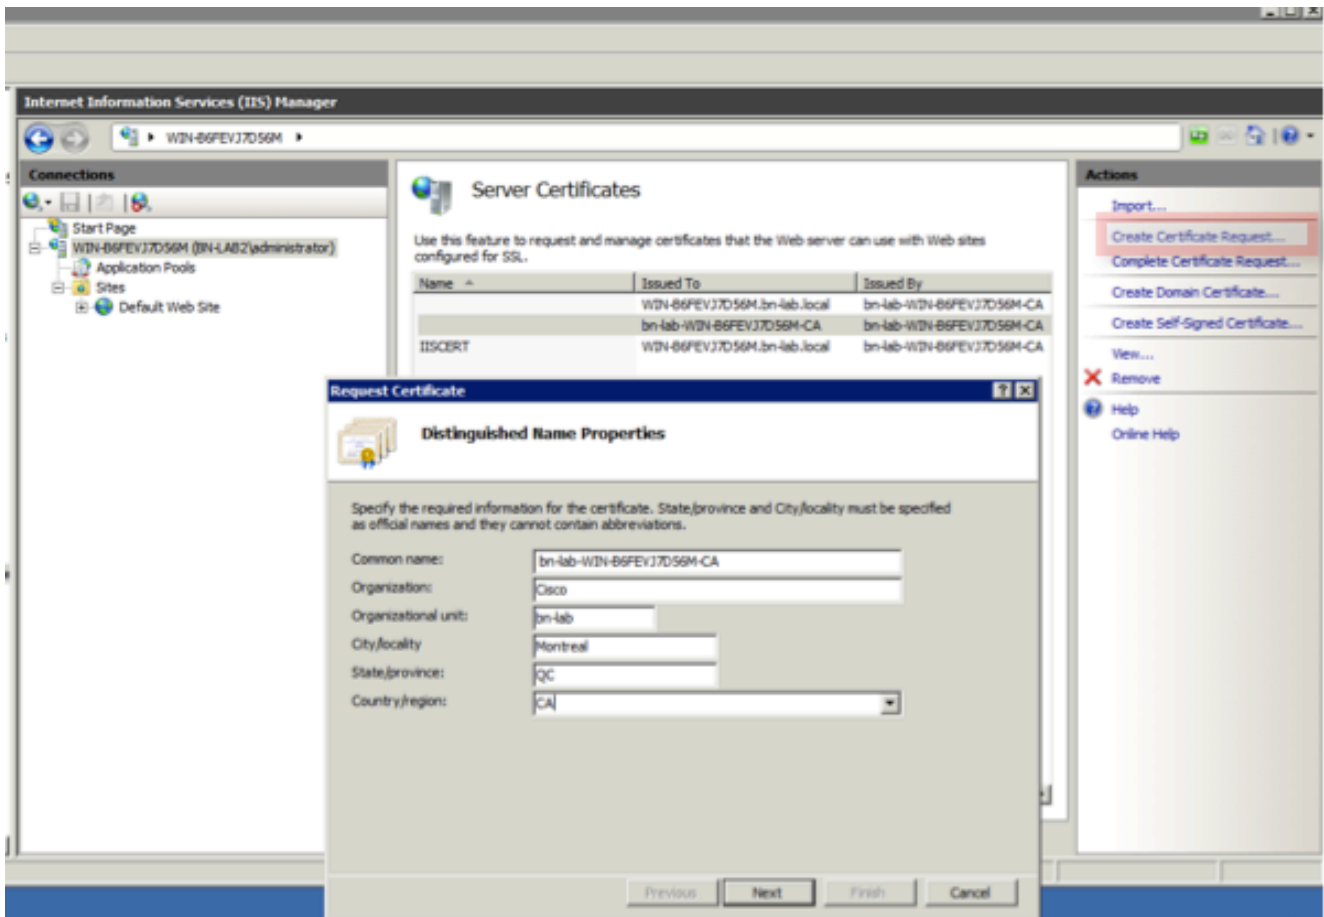 Internet Information Services (IIS) Manager
WIN-B6FEVJ7D56M
Connections
Start Page
WIN-B6FEVJ7D56M (BN-LAB2\administrator)
Application Pools
Sites
Default Web Site
Server Certificates
Use this feature to request and manage certificates that the Web server can use with Web sites
configured for SSL.
Name Issued To Issued By
WIN-B6FEVJ7D56M.bn-lab.local bn-lab-WIN-B6FEVJ7D56M-CA
bn-lab-WIN-B6FEVJ7D56M-CA bn-lab-WIN-B6FEVJ7D56M-CA
IISCERT WIN-B6FEVJ7D56M.bn-lab.local bn-lab-WIN-B6FEVJ7D56M-CA
Actions
Import...
Create Certificate Request...
Complete Certificate Request...
Create Domain Certificate...
Create Self-Signed Certificate...
View...
Remove
Help
Online Help
Request Certificate
Distinguished Name Properties
Specify the required information for the certificate. State/province and City/locality must be specified
as official names and they cannot contain abbreviations.
Common name: bn-lab-WIN-B6FEVJ7D56M-CA
Organization: Cisco
Organizational unit: bn-lab
City/locality Montreal
State/province: QC
Country/region: CA
Previous Next Finish Cancel